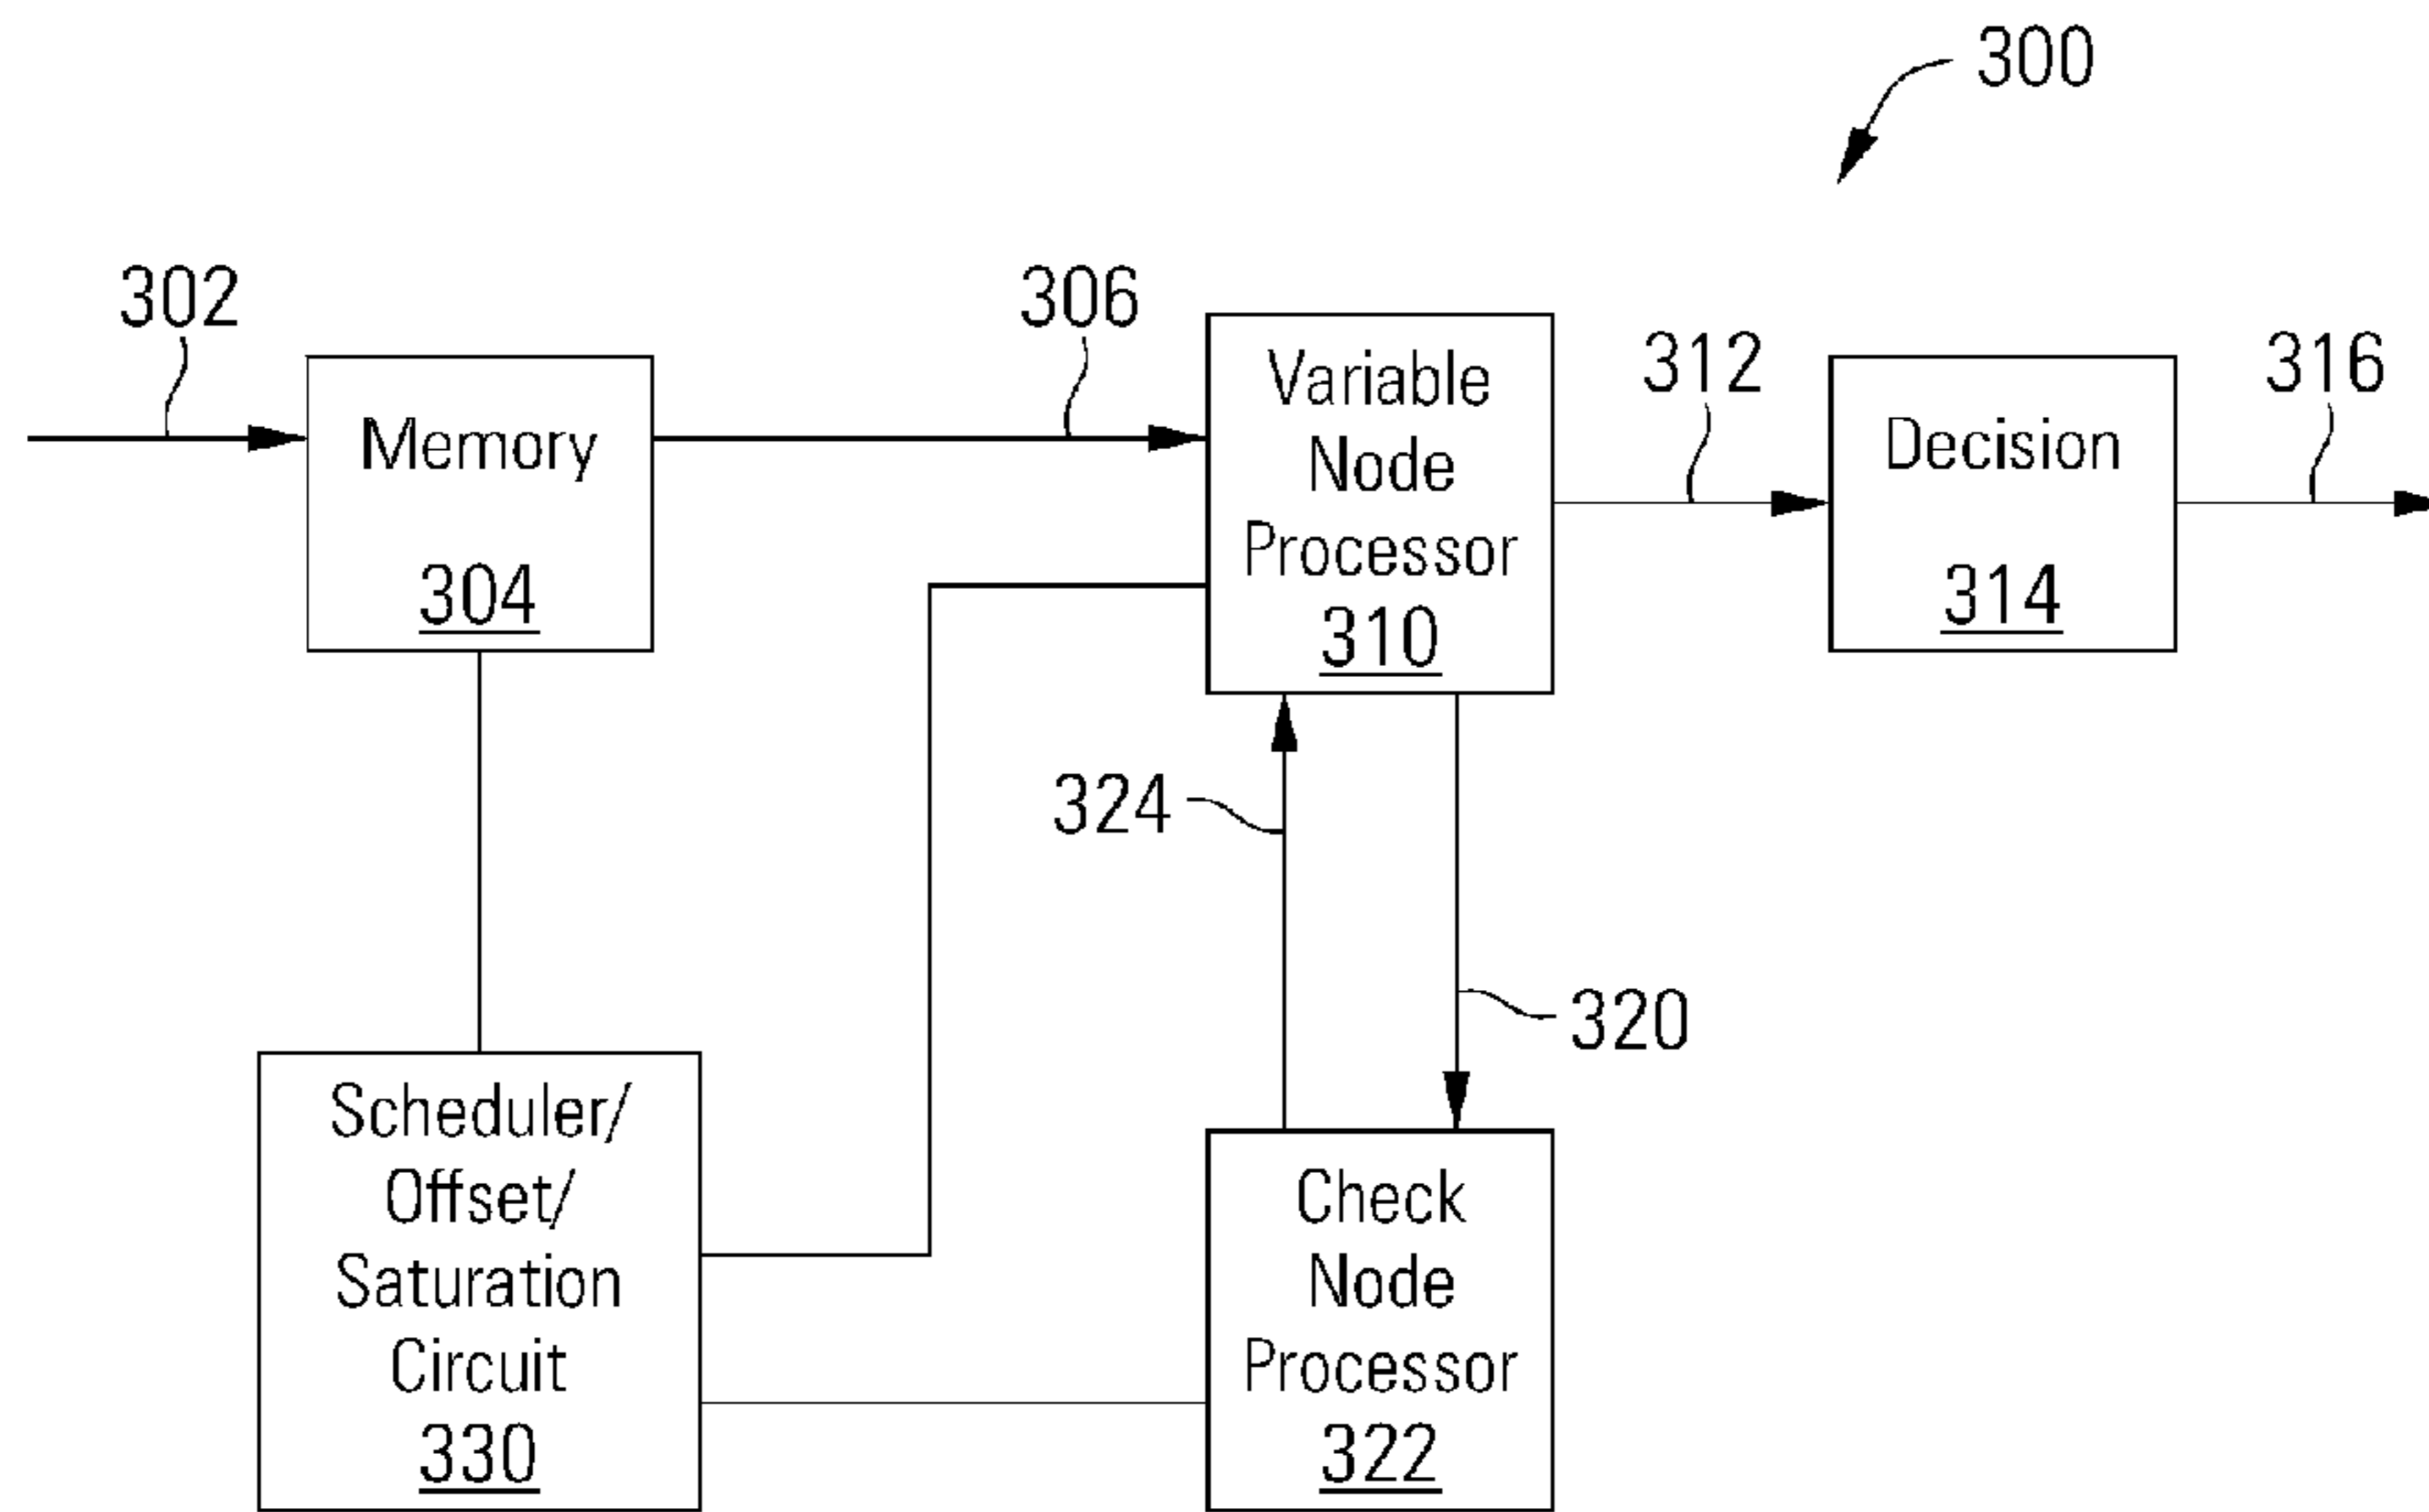 300
302
306
312
316
Memory
304
Variable
Node
Processor
310
Decision
314
324
320
Scheduler/
Offset/
Saturation
Circuit
330
Check
Node
Processor
322